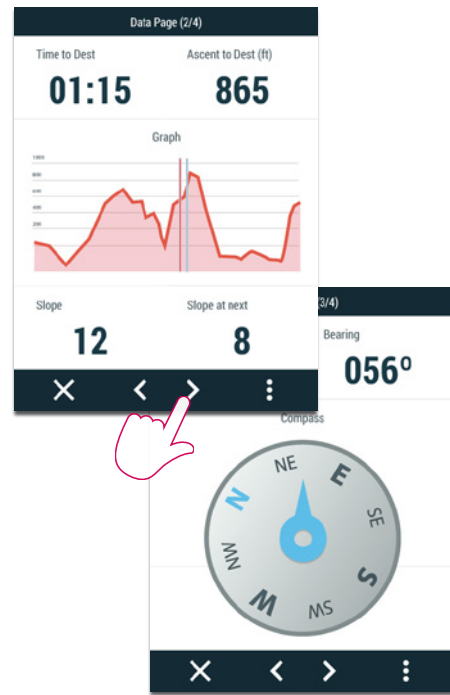 Data Page (2/4)
Time to Dest
Ascent to Dest (ft)
01:15
865
Graph
1000
800
600
400
200
Slope
Slope at next
12
8
(3/4)
Bearing
056º
Compass
NE
E
SE
S
SW
W
NW
N